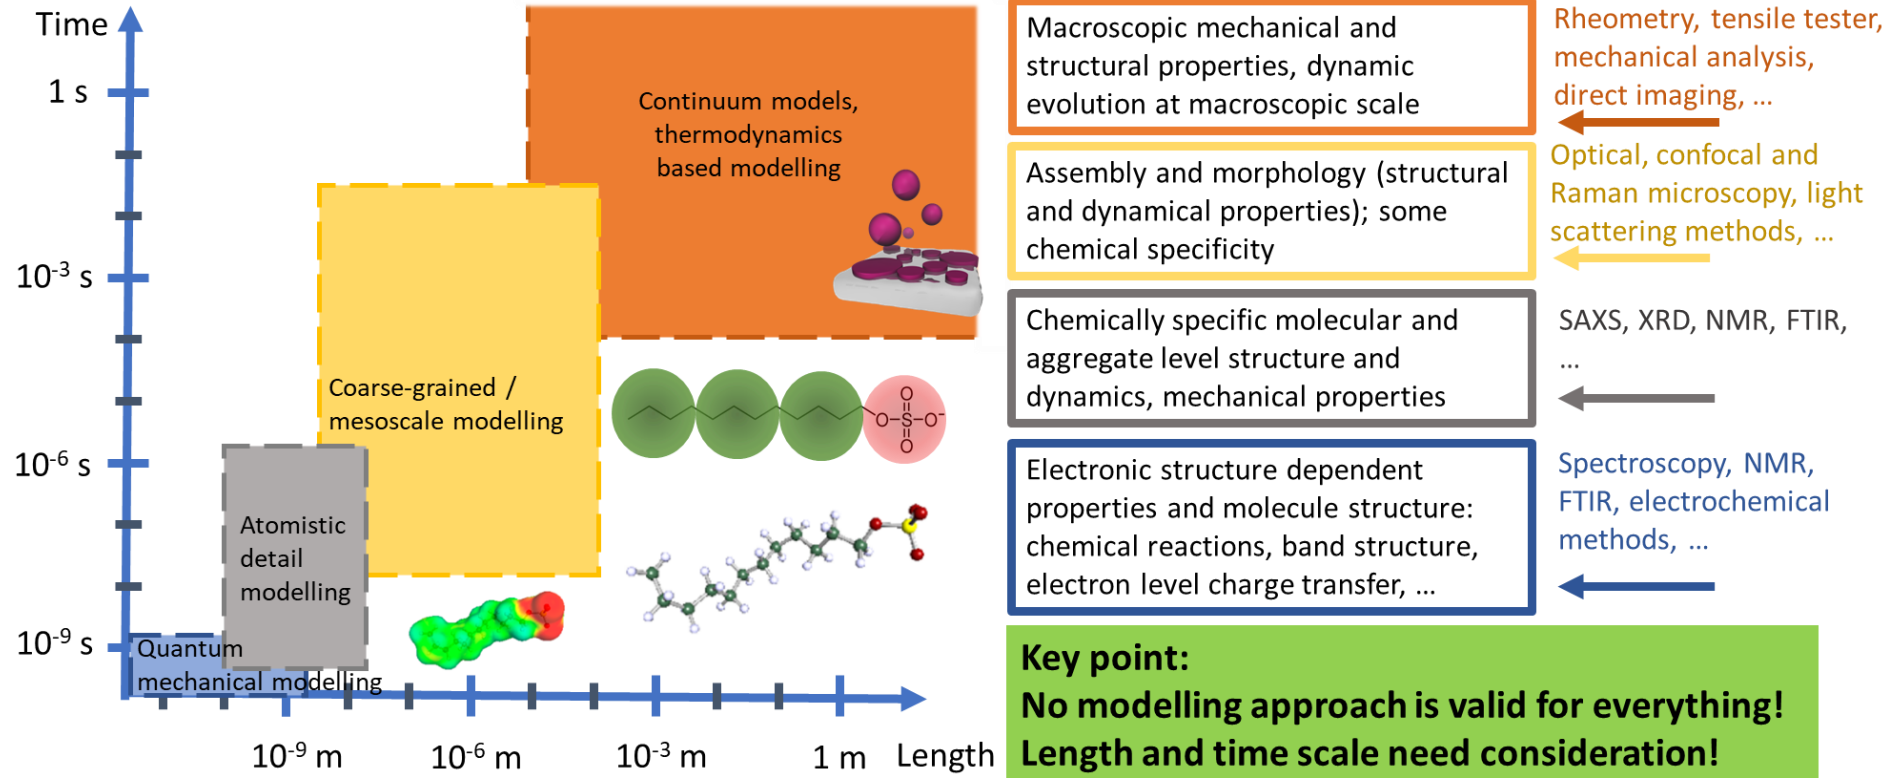 Time
1 s
10-3 s
10-6 s
10-9 s
10-9 m
10-6 m
10-3 m
1 m
Length
Continuum models,
thermodynamics
based modelling
Coarse-grained /
mesoscale modelling
Atomistic
detail
modelling
Quantum
mechanical modelling
O
O
S
O-
O
Macroscopic mechanical and
structural properties, dynamic
evolution at macroscopic scale
Rheometry, tensile tester,
mechanical analysis,
direct imaging, ...
Assembly and morphology (structural
and dynamical properties); some
chemical specificity
Optical, confocal and
Raman microscopy, light
scattering methods, ...
Chemically specific molecular and
aggregate level structure and
dynamics, mechanical properties
SAXS, XRD, NMR, FTIR,
...
Electronic structure dependent
properties and molecule structure:
chemical reactions, band structure,
electron level charge transfer, ...
Spectroscopy, NMR,
FTIR, electrochemical
methods, ...
Key point:
No modelling approach is valid for everything!
Length and time scale need consideration!